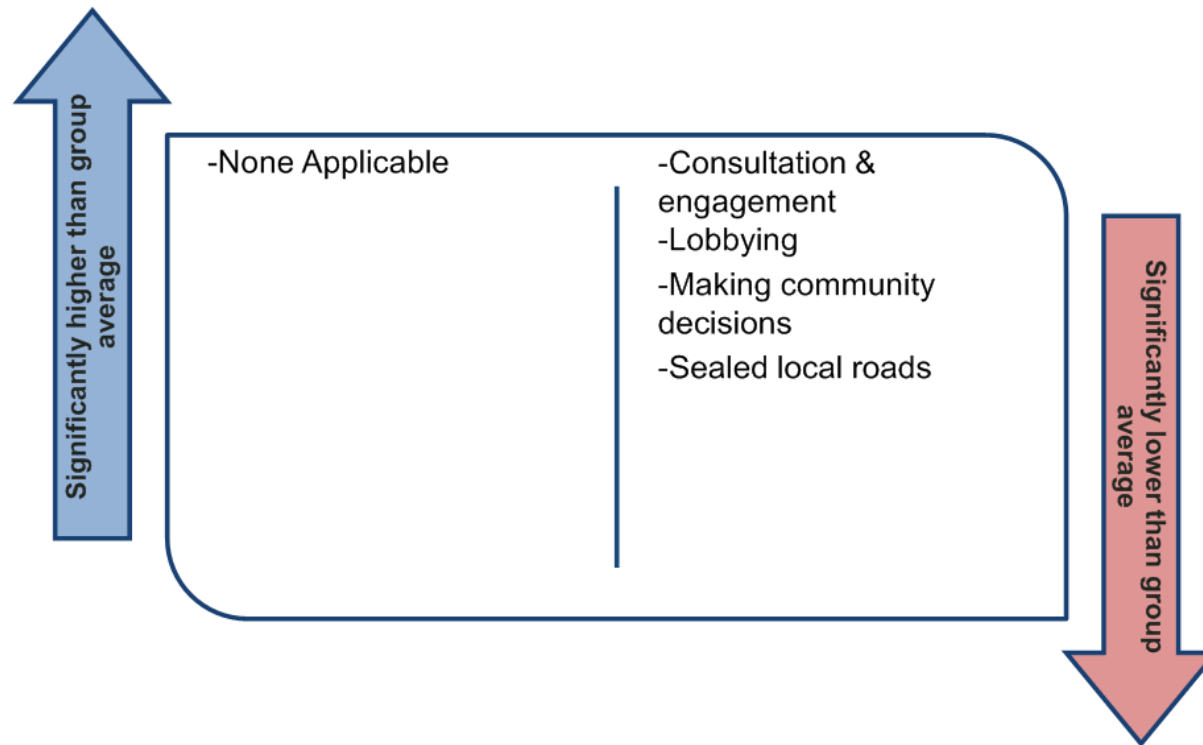 Significantly higher than group
average
-None Applicable
-Consultation &
engagement
-Lobbying
-Making community
decisions
-Sealed local roads
Significantly lower than group
average